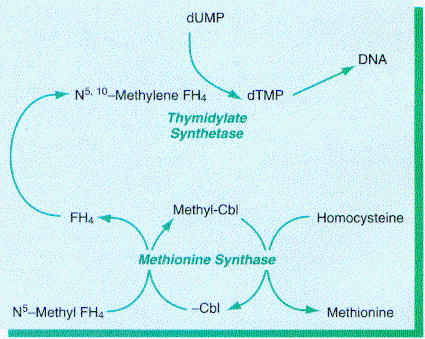 dUMP
DNA
N5, 10–Methylene FH4
dTMP
Thymidylate
Synthetase
FH4
Methyl-Cbl
Homocysteine
Methionine Synthase
N5–Methyl FH4
–Cbl
Methionine